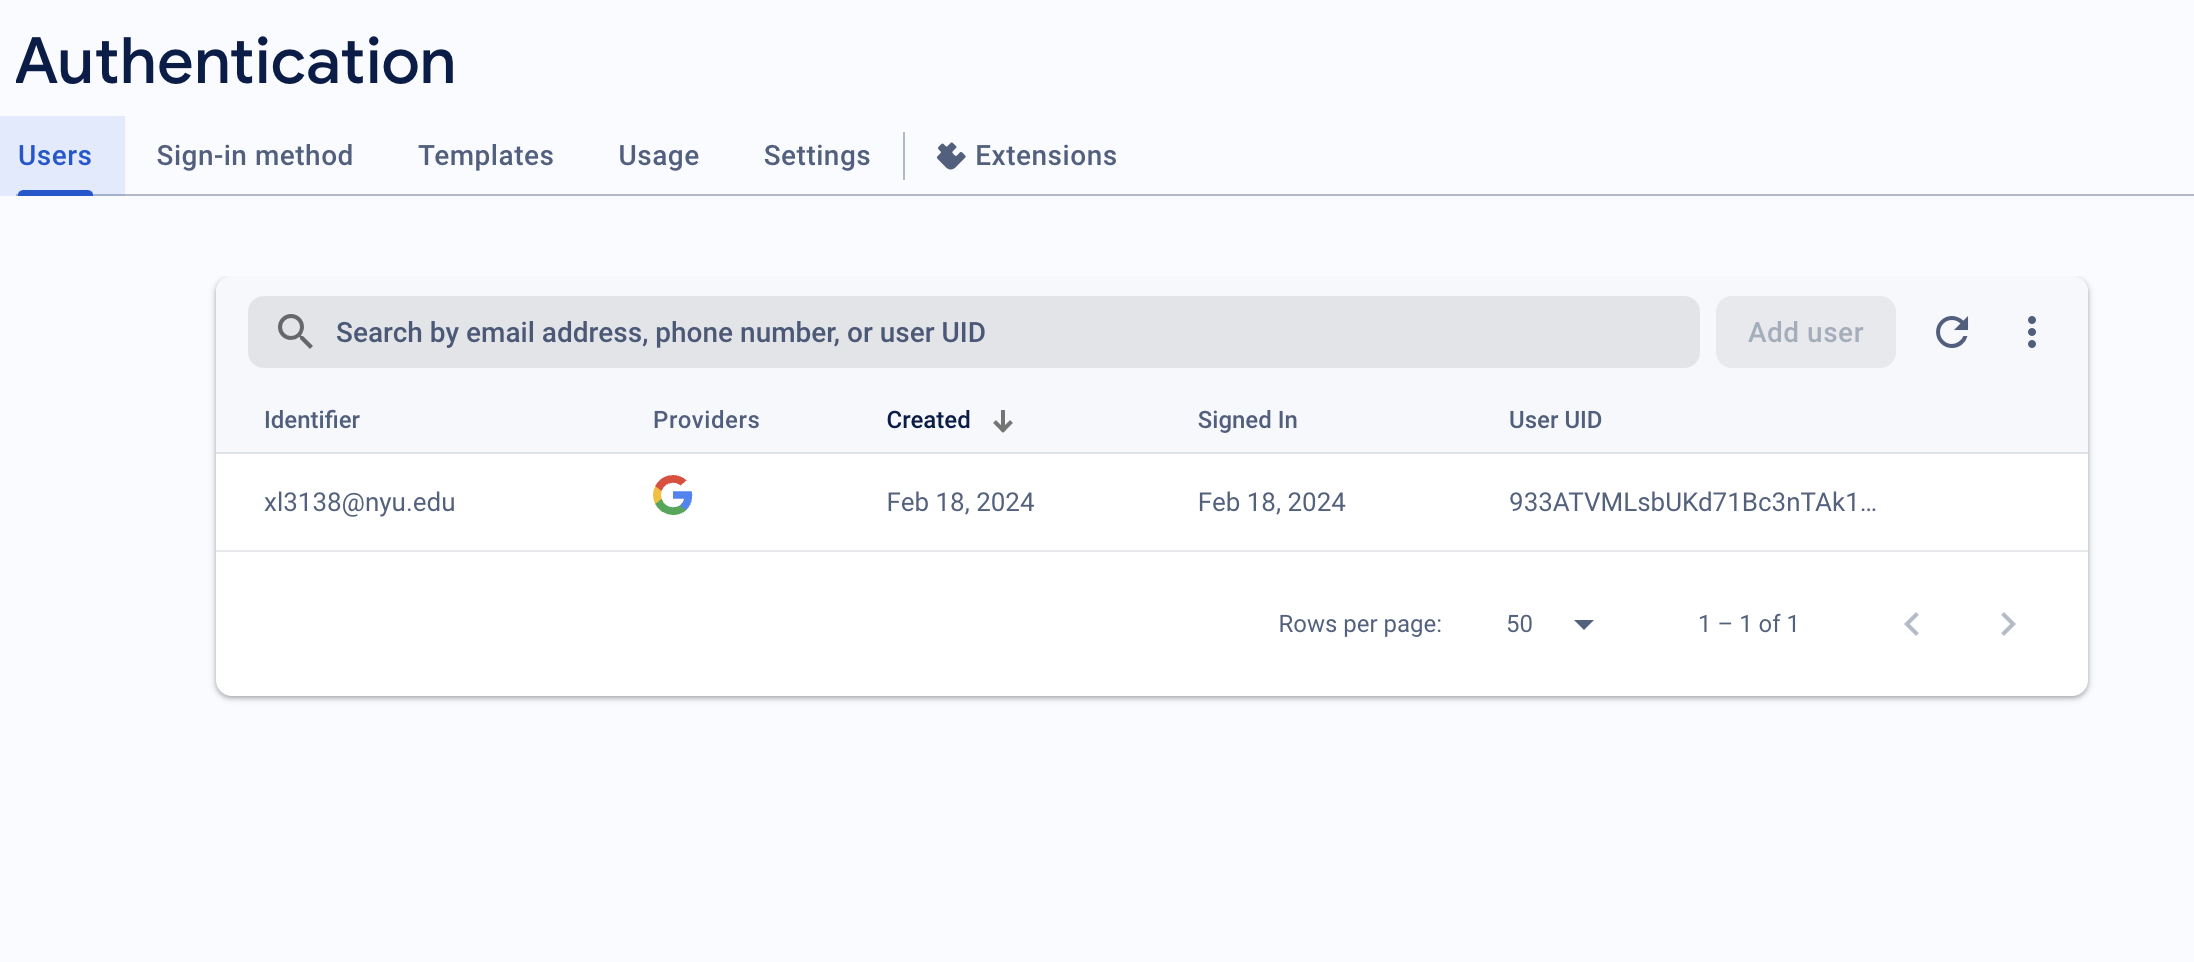 Authentication
Users Sign-in method Templates Usage Settings Extensions
Search by email address, phone number, or user UID Add user
Identifier Providers Created Signed In User UID
xl3138@nyu.edu Feb 18, 2024 Feb 18, 2024 933ATVMLsbUKd71Bc3nTAk1...
Rows per page: 50 1 – 1 of 1